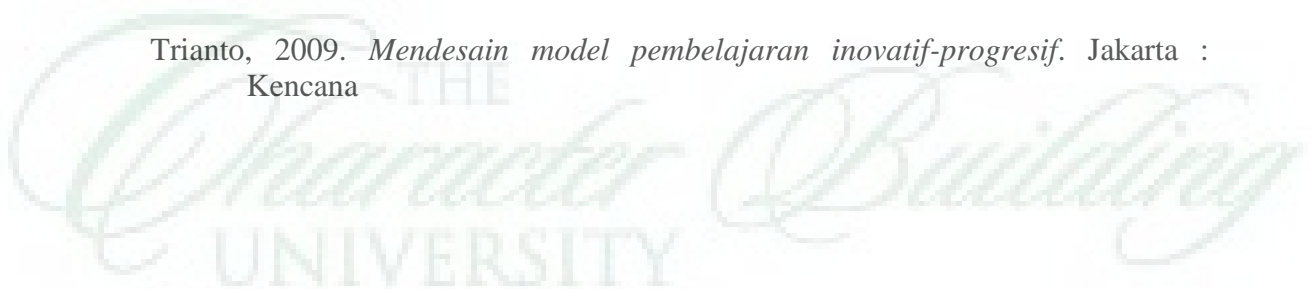 Trianto, 2009. Mendesain model pembelajaran inovatif-progresif. Jakarta :
Kencana
THE
Character Building
UNIVERSITY